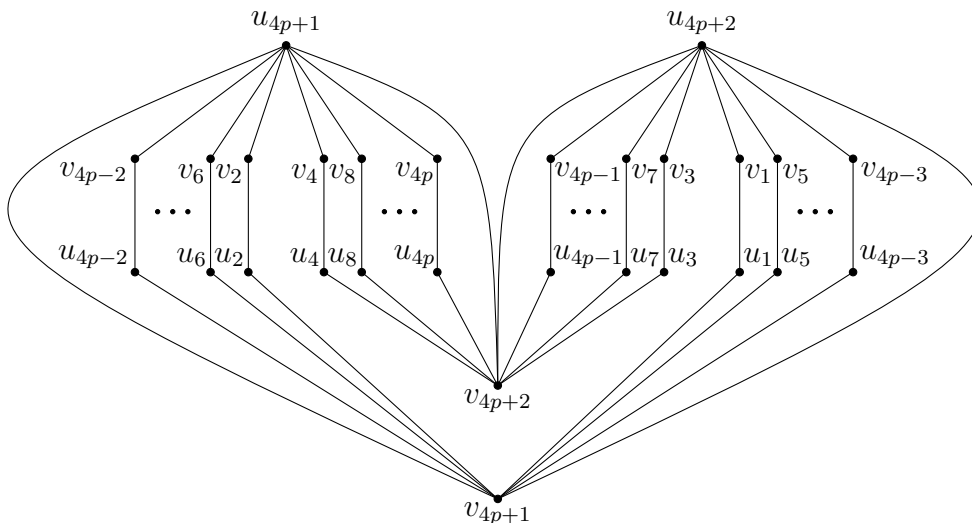 u_{4p+1} u_{4p+2}
v_{4p−2} v_6 v_2 v_4 v_8 v_{4p} v_{4p−1} v_7 v_3 v_1 v_5 v_{4p−3}
... ... ... ...
u_{4p−2} u_6 u_2 u_4 u_8 u_{4p} u_{4p−1} u_7 u_3 u_1 u_5 u_{4p−3}
v_{4p+2}
v_{4p+1}